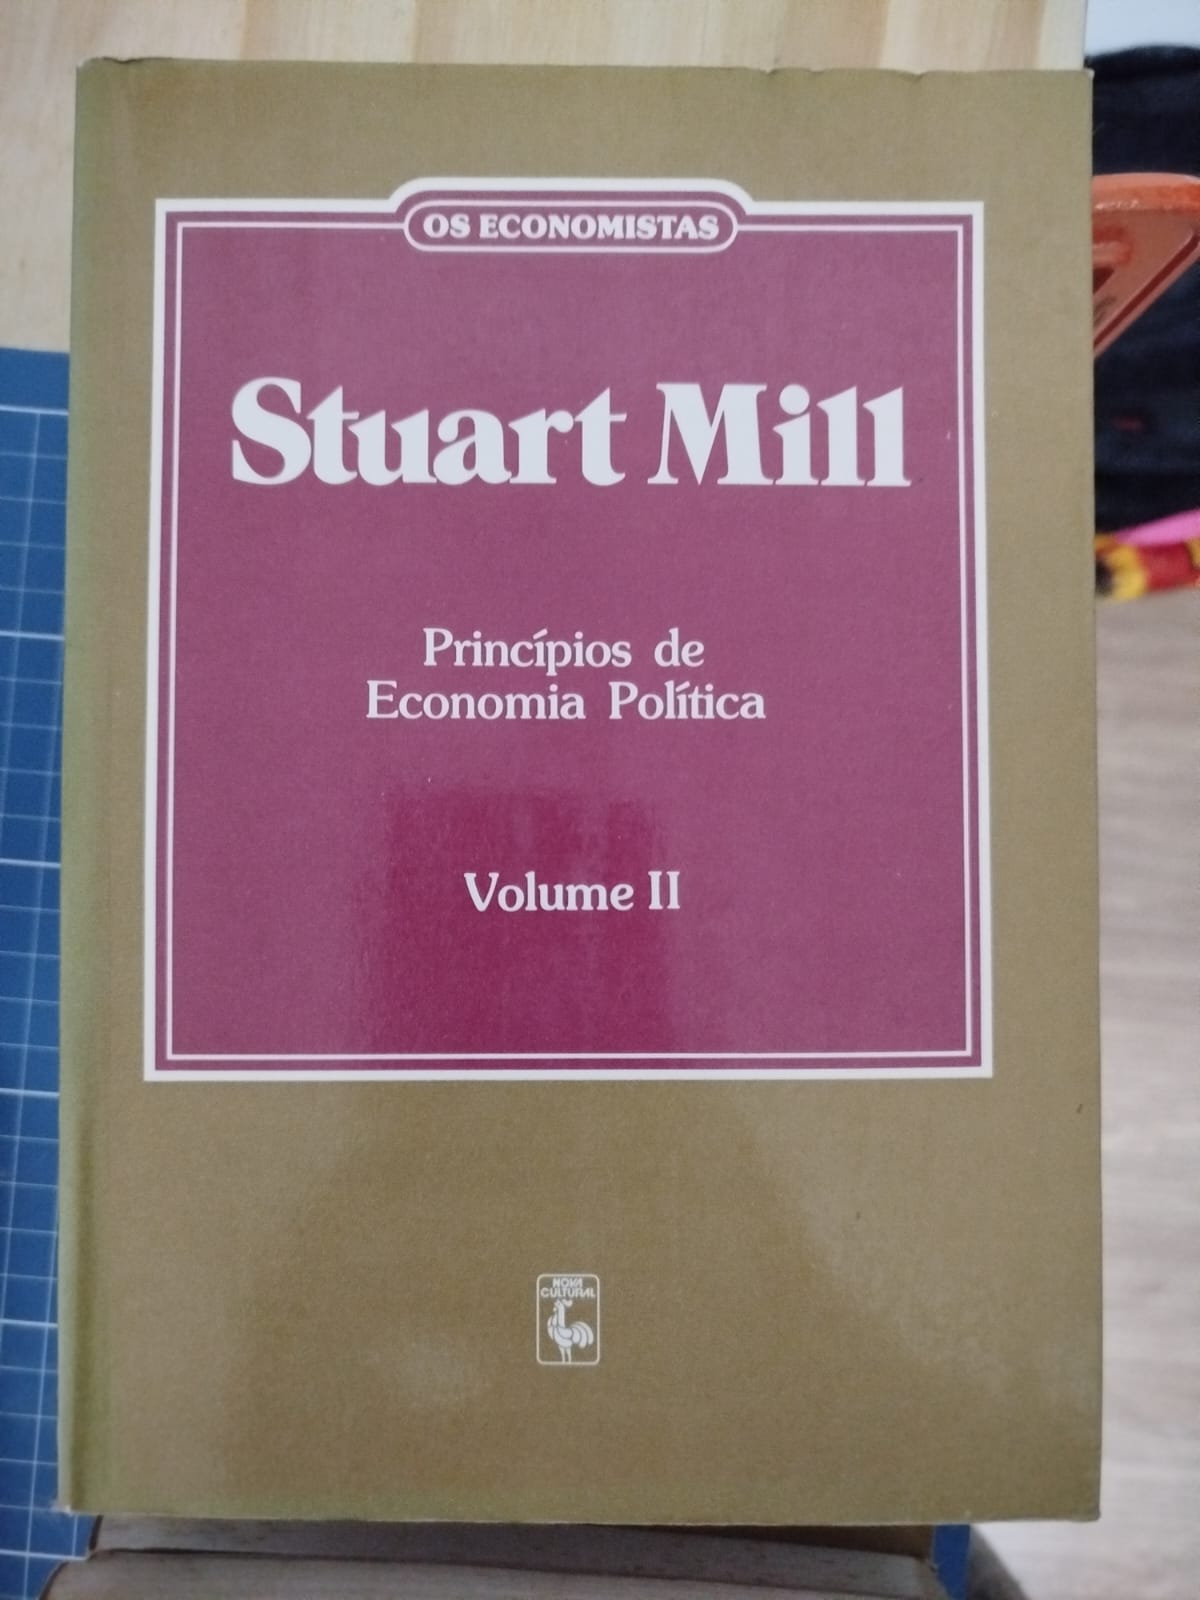 OS ECONOMISTAS
Stuart Mill
Princípios de
Economia Política
Volume II
NOVA
CULTURAL